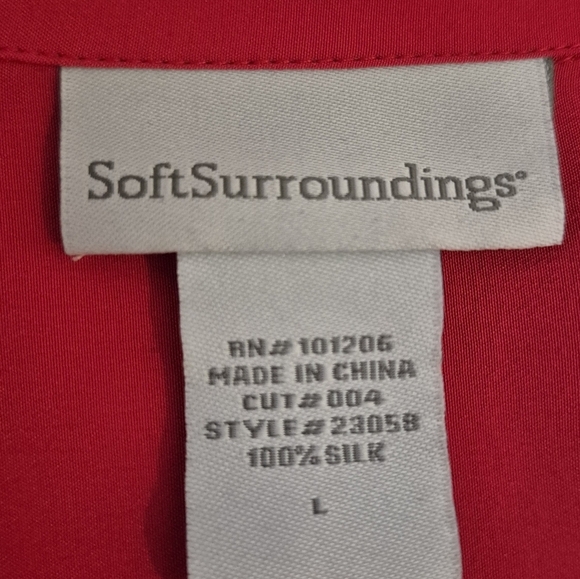 SoftSurroundings®
RN#101206
MADE IN CHINA
CUT#004
STYLE#23058
100%SILK
L